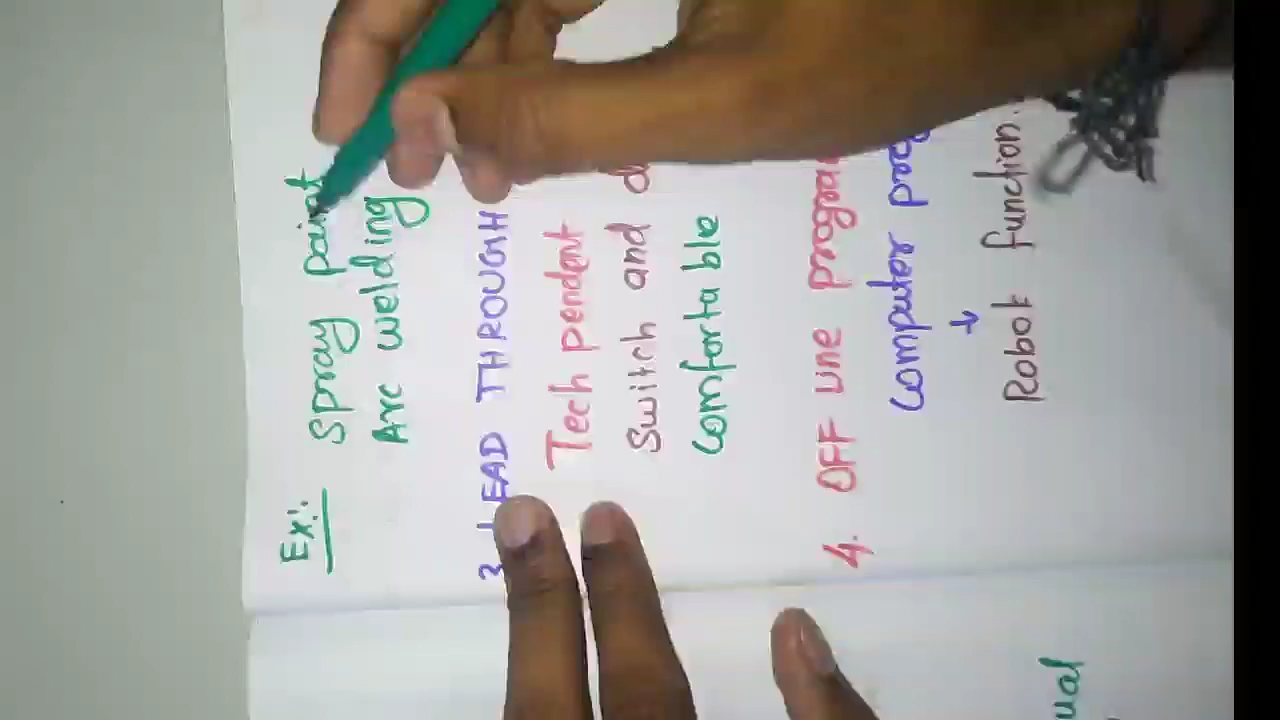 Ex:. Spray paint
Arc welding
3. LEAD THROUGH
Tech pendent
Switch and
Comfortable
4. OFF LINE
Computer
↓
Robot function.